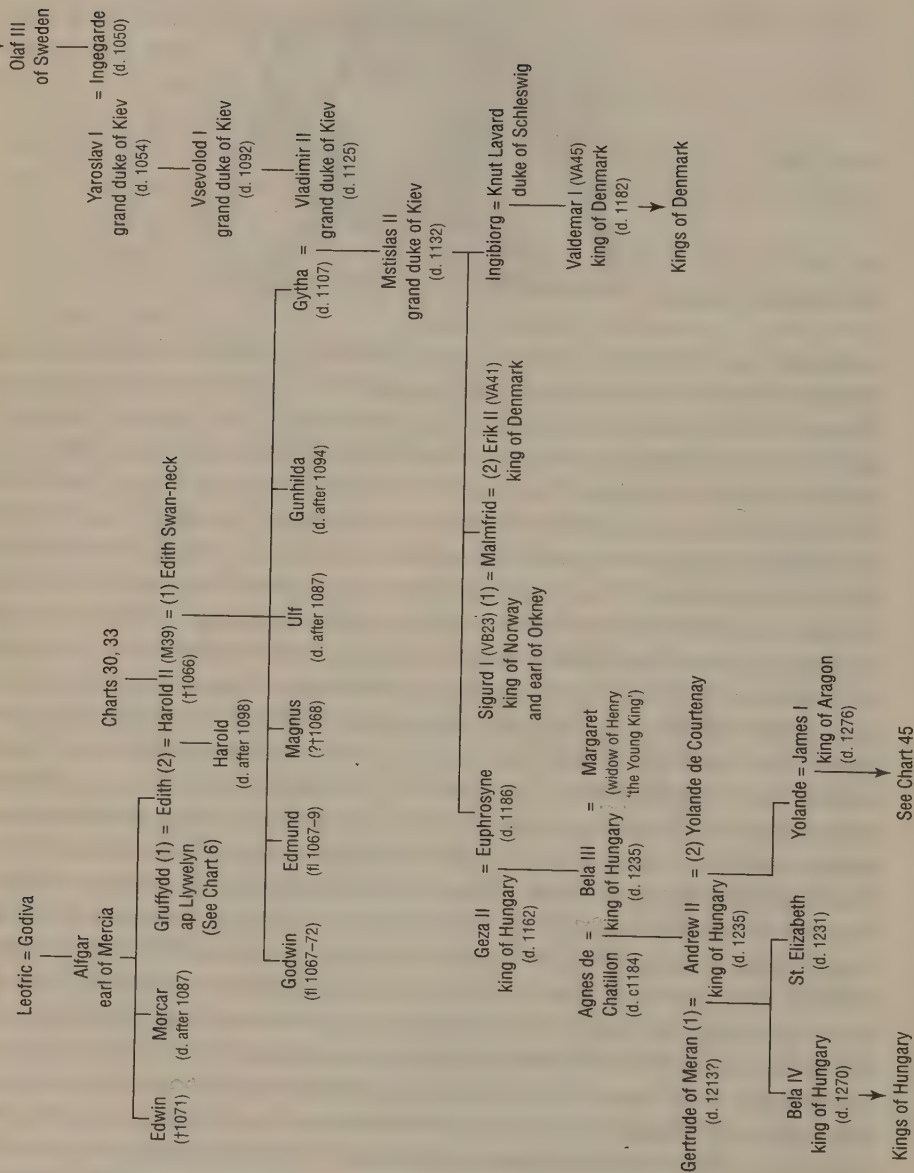 Leofric = Godiva
Alfgar
earl of Mercia
Edwin
(†1071)
Morcar
(d. after 1087)
Gruffydd (1) = Edith (2) = Harold II (M39) = (1) Edith Swan-neck
ap Llywelyn
(See Chart 6)
Charts 30, 33
(†1066)
Harold
(d. after 1098)
Olaf III
of Sweden
Yaroslav I = Ingegarde
grand duke of Kiev (d. 1050)
(d. 1054)
Vsevolod I
grand duke of Kiev
(d. 1092)
Godwin
(fl 1067–72)
Edmund
(fl 1067–9)
Magnus
(?†1068)
Ulf
(d. after 1087)
Gunhilda
(d. after 1094)
Gytha = Vladimir II
(d. 1107) grand duke of Kiev
(d. 1125)
Mstislas II
grand duke of Kiev
(d. 1132)
Geza II = Euphrosyne
king of Hungary (d. 1186)
(d. 1162)
Sigurd I (VB23) (1) = Malmfrid = (2) Erik II (VA41)
king of Norway king of Denmark
and earl of Orkney
Ingibiorg = Knut Lavard
duke of Schleswig
Valdemar I (VA45)
king of Denmark
(d. 1182)
Kings of Denmark
Agnes de = Bela III = Margaret
Chatillon king of Hungary (widow of Henry
(d. c1184) (d. 1235) 'the Young King')
Gertrude of Meran (1) = Andrew II = (2) Yolande de Courtenay
(d. 1213?) king of Hungary
(d. 1235)
Bela IV
king of Hungary
(d. 1270)
Kings of Hungary
St. Elizabeth
(d. 1231)
Yolande = James I
king of Aragon
(d. 1276)
See Chart 45